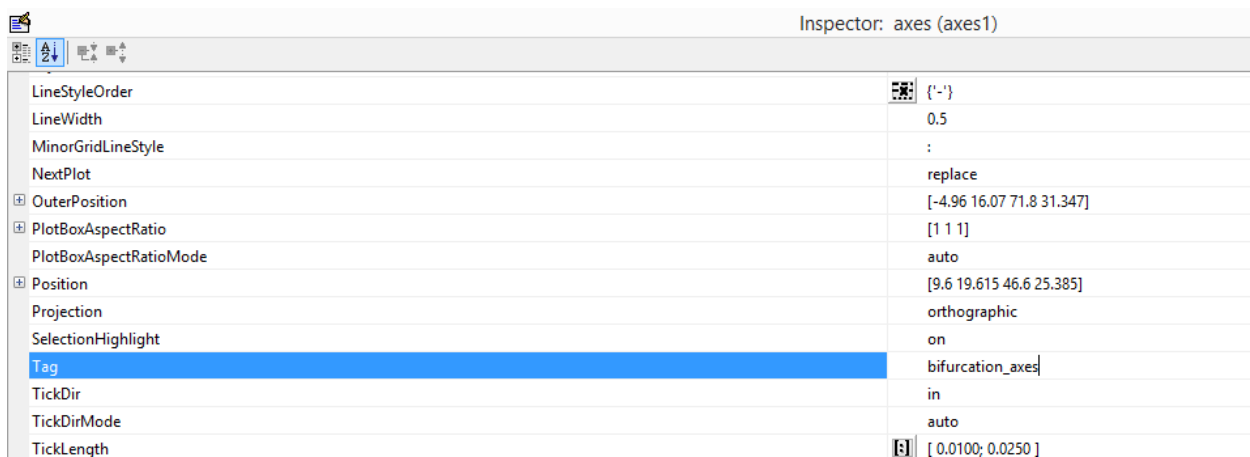 Inspector: axes (axes1)
LineStyleOrder {'-'}
LineWidth 0.5
MinorGridLineStyle :
NextPlot replace
OuterPosition [-4.96 16.07 71.8 31.347]
PlotBoxAspectRatio [1 1 1]
PlotBoxAspectRatioMode auto
Position [9.6 19.615 46.6 25.385]
Projection orthographic
SelectionHighlight on
Tag bifurcation_axes
TickDir in
TickDirMode auto
TickLength [ 0.0100; 0.0250 ]